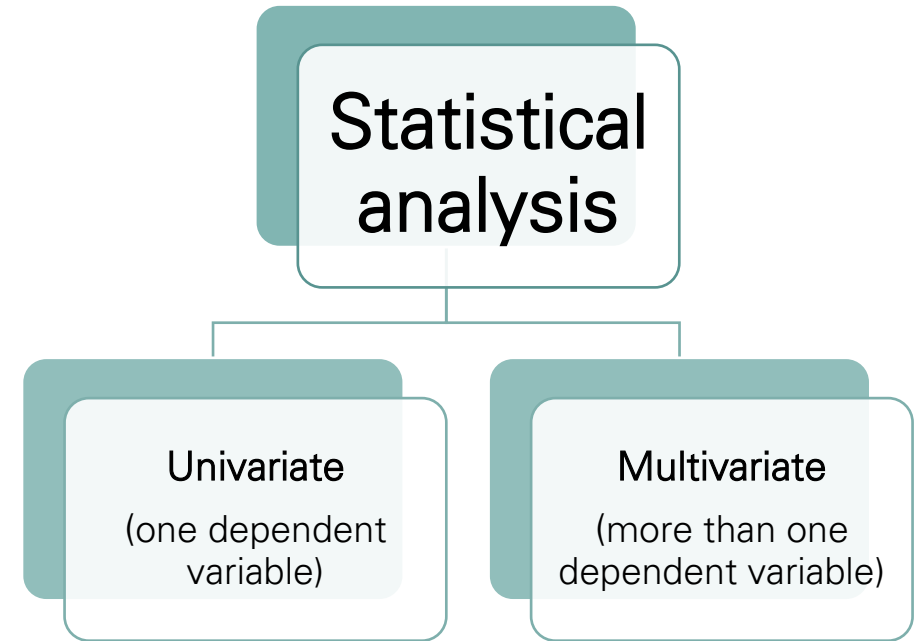 Statistical
analysis
Univariate
(one dependent
variable)
Multivariate
(more than one
dependent variable)